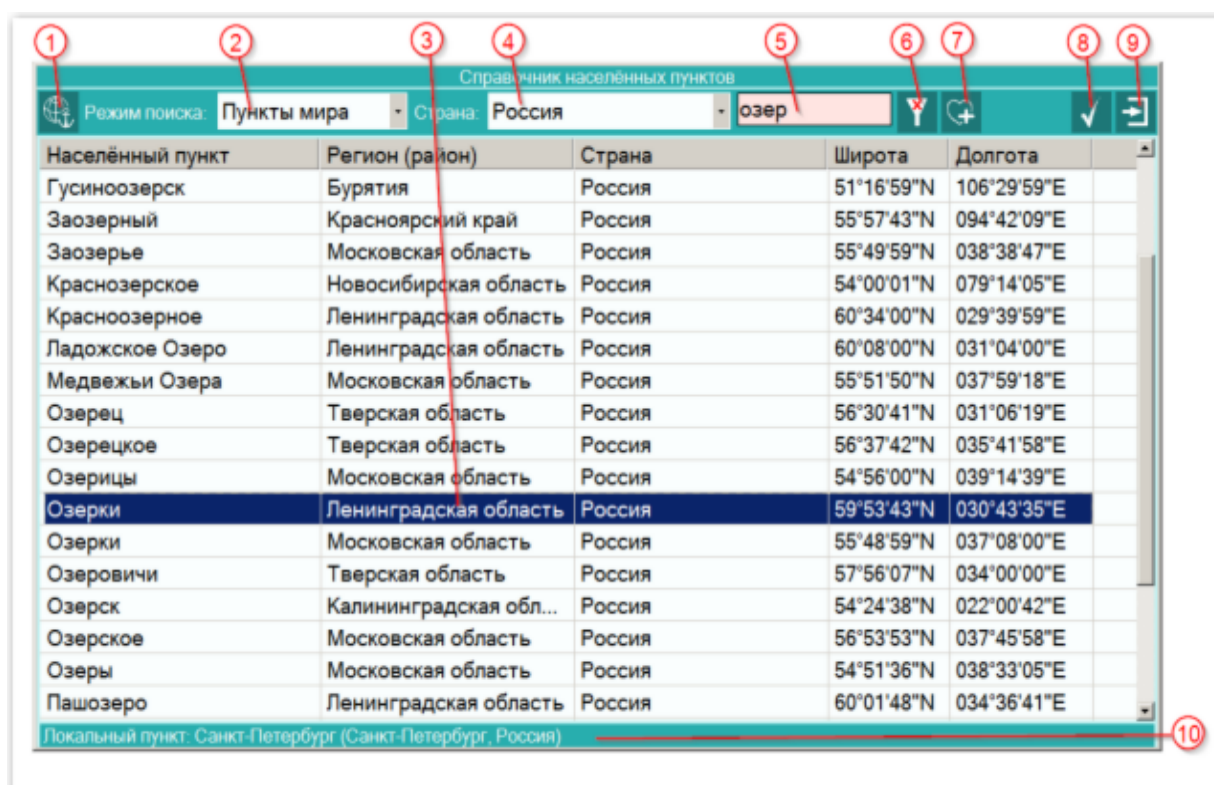 1 2 3 4 5 6 7 8 9
Справочник населённых пунктов
Режим поиска: Пункты мира Страна: Россия озер
Населённый пункт Регион (район) Страна Широта Долгота
Гусиноозерск Бурятия Россия 51°16'59"N 106°29'59"E
Заозерный Красноярский край Россия 55°57'43"N 094°42'09"E
Заозерье Московская область Россия 55°49'59"N 038°38'47"E
Краснозерское Новосибирская область Россия 54°00'01"N 079°14'05"E
Красноозерное Ленинградская область Россия 60°34'00"N 029°39'59"E
Ладожское Озеро Ленинградская область Россия 60°08'00"N 031°04'00"E
Медвежьи Озера Московская область Россия 55°51'50"N 037°59'18"E
Озерец Тверская область Россия 56°30'41"N 031°06'19"E
Озерецкое Тверская область Россия 56°37'42"N 035°41'58"E
Озерицы Московская область Россия 54°56'00"N 039°14'39"E
Озерки Ленинградская область Россия 59°53'43"N 030°43'35"E
Озерки Московская область Россия 55°48'59"N 037°08'00"E
Озеровичи Тверская область Россия 57°56'07"N 034°00'00"E
Озерск Калининградская обл... Россия 54°24'38"N 022°00'42"E
Озерское Московская область Россия 56°53'53"N 037°45'58"E
Озеры Московская область Россия 54°51'36"N 038°33'05"E
Пашозеро Ленинградская область Россия 60°01'48"N 034°36'41"E
Локальный пункт: Санкт-Петербург (Санкт-Петербург, Россия) 10